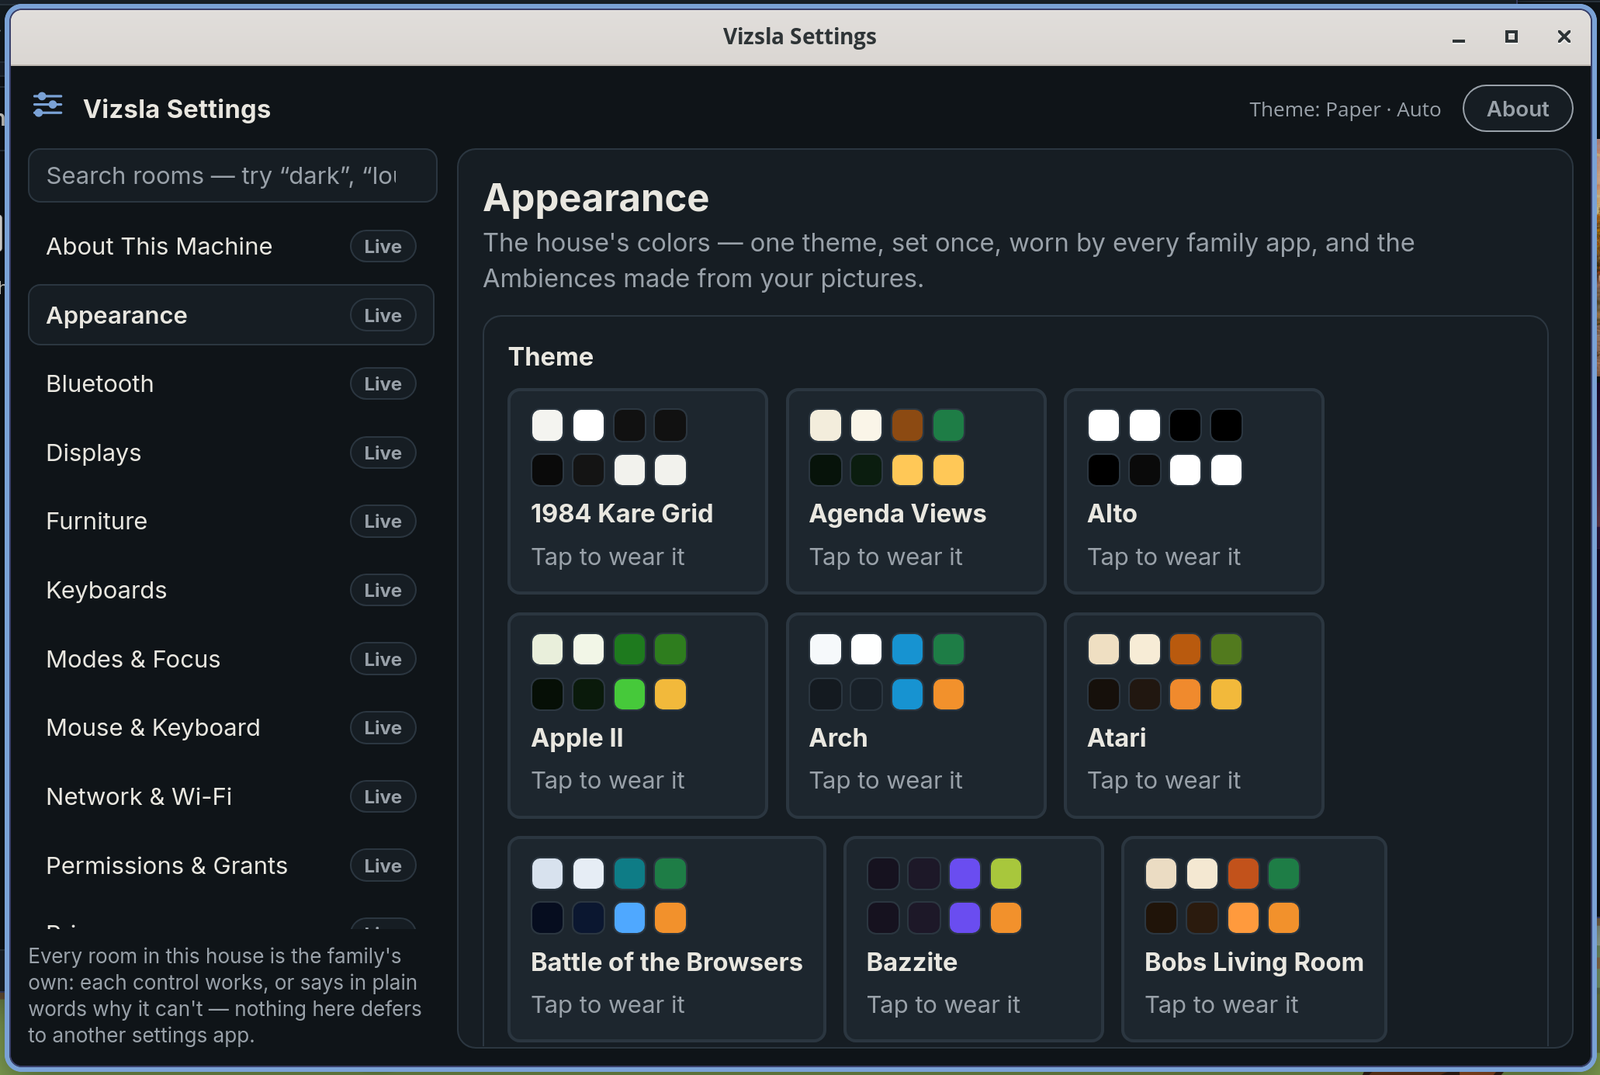 Vizsla Settings
Vizsla Settings
Theme: Paper · Auto
About
Search rooms — try “dark”, “lo
About This Machine
Live
Appearance
Live
Bluetooth
Live
Displays
Live
Furniture
Live
Keyboards
Live
Modes & Focus
Live
Mouse & Keyboard
Live
Network & Wi-Fi
Live
Permissions & Grants
Live
Every room in this house is the family's
own: each control works, or says in plain
words why it can't — nothing here defers
to another settings app.
Appearance
The house's colors — one theme, set once, worn by every family app, and the
Ambiences made from your pictures.
Theme
1984 Kare Grid
Tap to wear it
Agenda Views
Tap to wear it
Alto
Tap to wear it
Apple II
Tap to wear it
Arch
Tap to wear it
Atari
Tap to wear it
Battle of the Browsers
Tap to wear it
Bazzite
Tap to wear it
Bobs Living Room
Tap to wear it